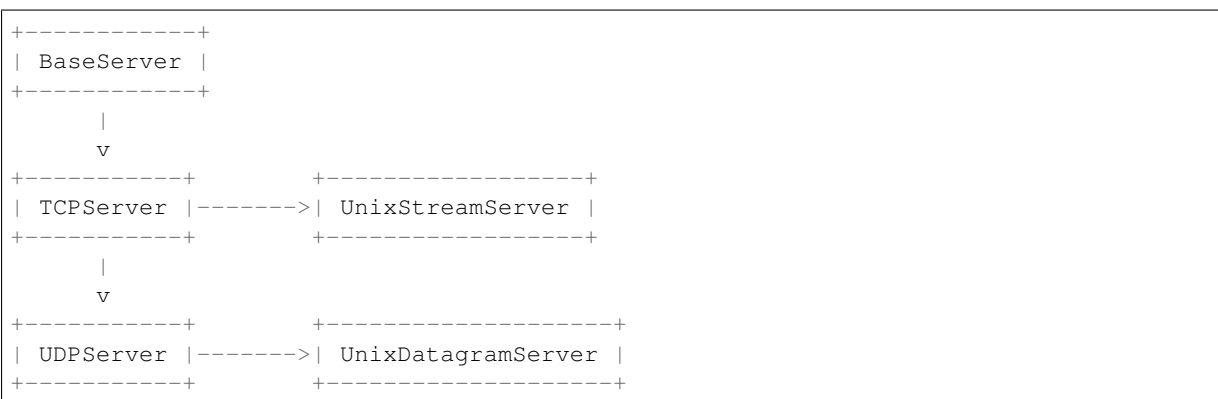 +------------+
| BaseServer |
+------------+
      |
      v
+-----------+        +------------------+
| TCPServer |------->| UnixStreamServer |
+-----------+        +------------------+
      |
      v
+-----------+        +--------------------+
| UDPServer |------->| UnixDatagramServer |
+-----------+        +--------------------+